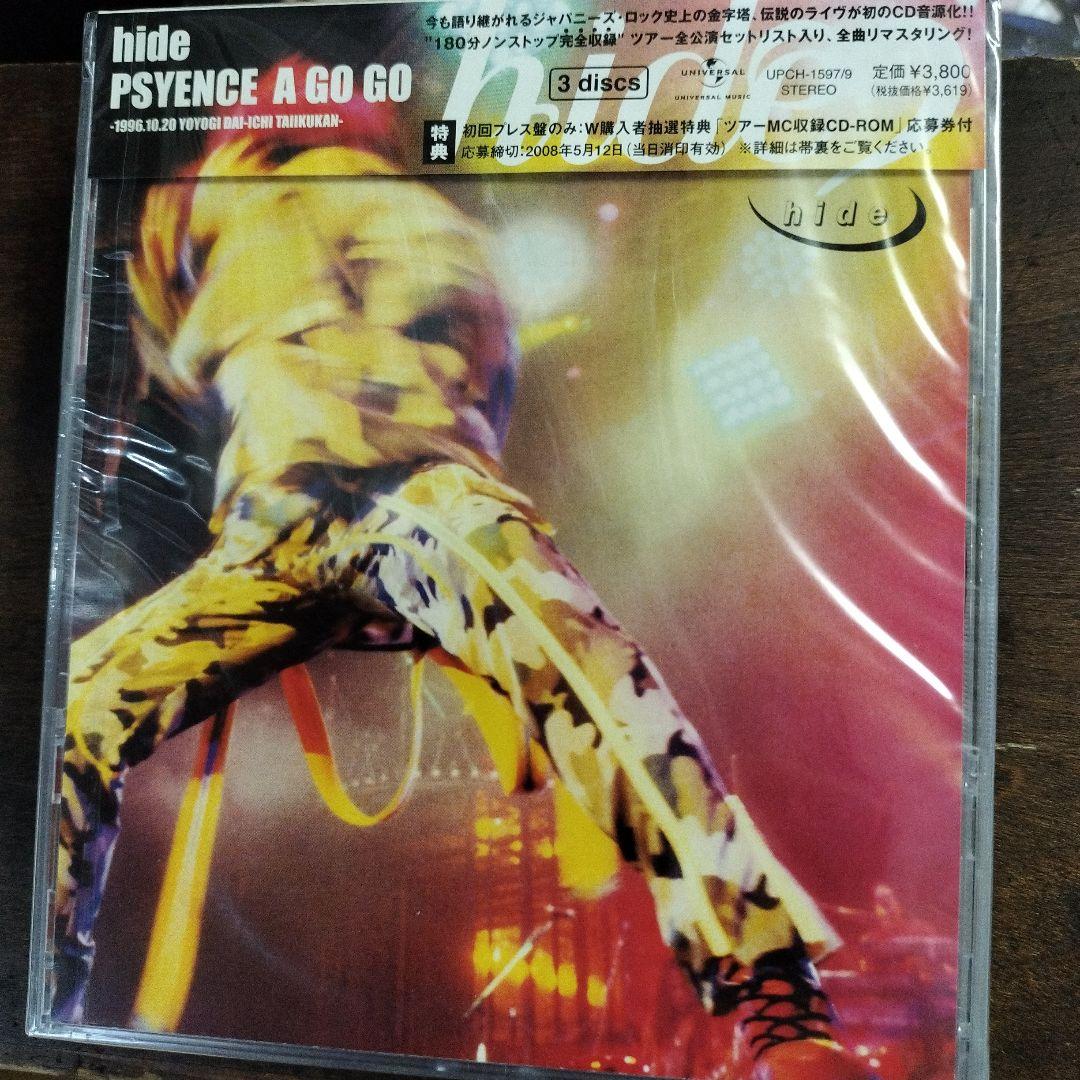 今も語り継がれるジャパニーズ・ロック史上の金字塔、伝説のライヴが初のCD音源化!!
"180分ノンストップ完全収録" ツアー全公演セットリスト入り、全曲リマスタリング!
hide
PSYENCE A GO GO
-1996.10.20 YOYOGI DAI-ICHI TAIIKUKAN-
hide
3 discs
UNIVERSAL
UNIVERSAL MUSIC
UPCH-1597/9
STEREO
定価 ¥3,800
(税抜価格¥3,619)
特典
初回プレス盤のみ:W購入者抽選特典「ツアーMC収録CD-ROM」応募券付
応募締切:2008年5月12日(当日消印有効) ※詳細は帯裏をご覧ください。
hide